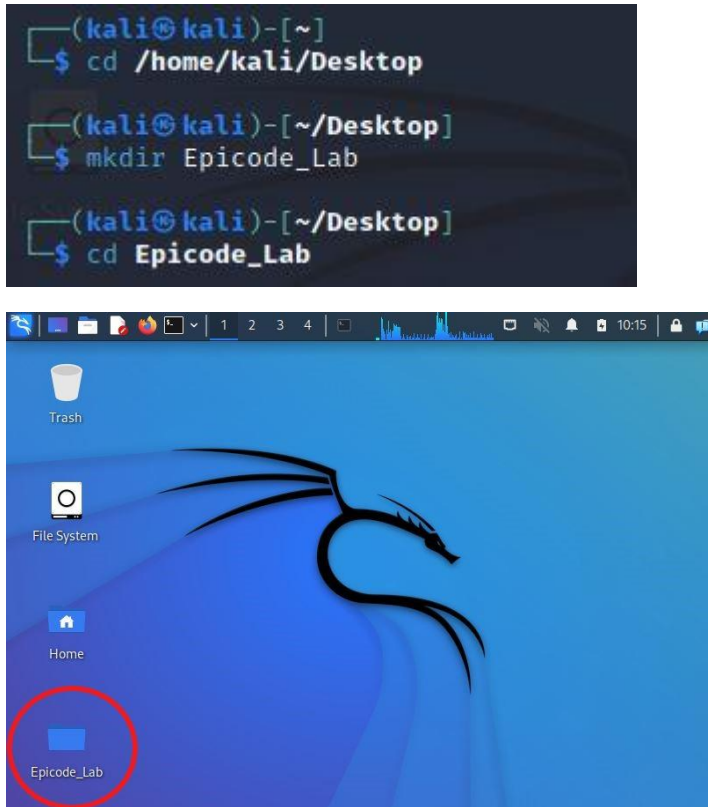 ┌──(kali㉿kali)-[~]
└─$ cd /home/kali/Desktop
┌──(kali㉿kali)-[~/Desktop]
└─$ mkdir Epicode_Lab
┌──(kali㉿kali)-[~/Desktop]
└─$ cd Epicode_Lab
1 2 3 4 10:15
Trash
File System
Home
Epicode_Lab